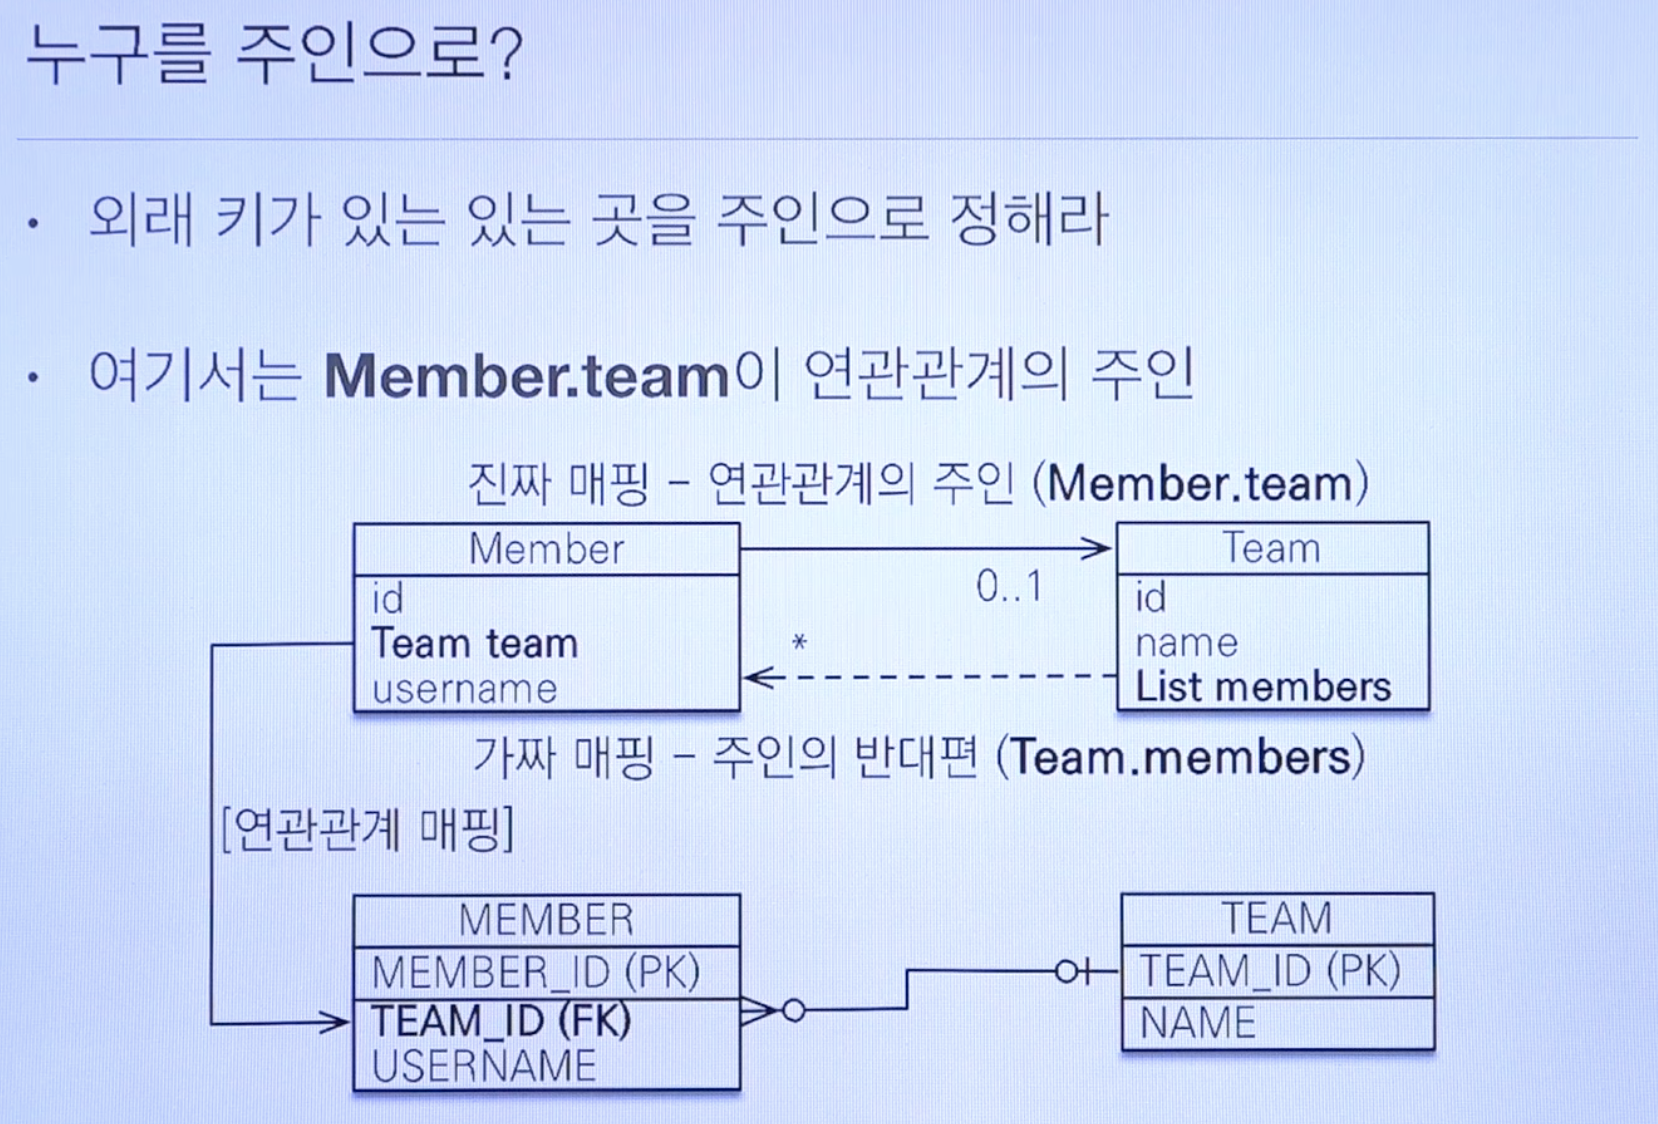 누구를 주인으로?
• 외래 키가 있는 있는 곳을 주인으로 정해라
• 여기서는 Member.team이 연관관계의 주인
진짜 매핑 - 연관관계의 주인 (Member.team)
Member
id
Team team
username
0..1
*
Team
id
name
List members
가짜 매핑 - 주인의 반대편 (Team.members)
[연관관계 매핑]
MEMBER
MEMBER_ID (PK)
TEAM_ID (FK)
USERNAME
TEAM
TEAM_ID (PK)
NAME